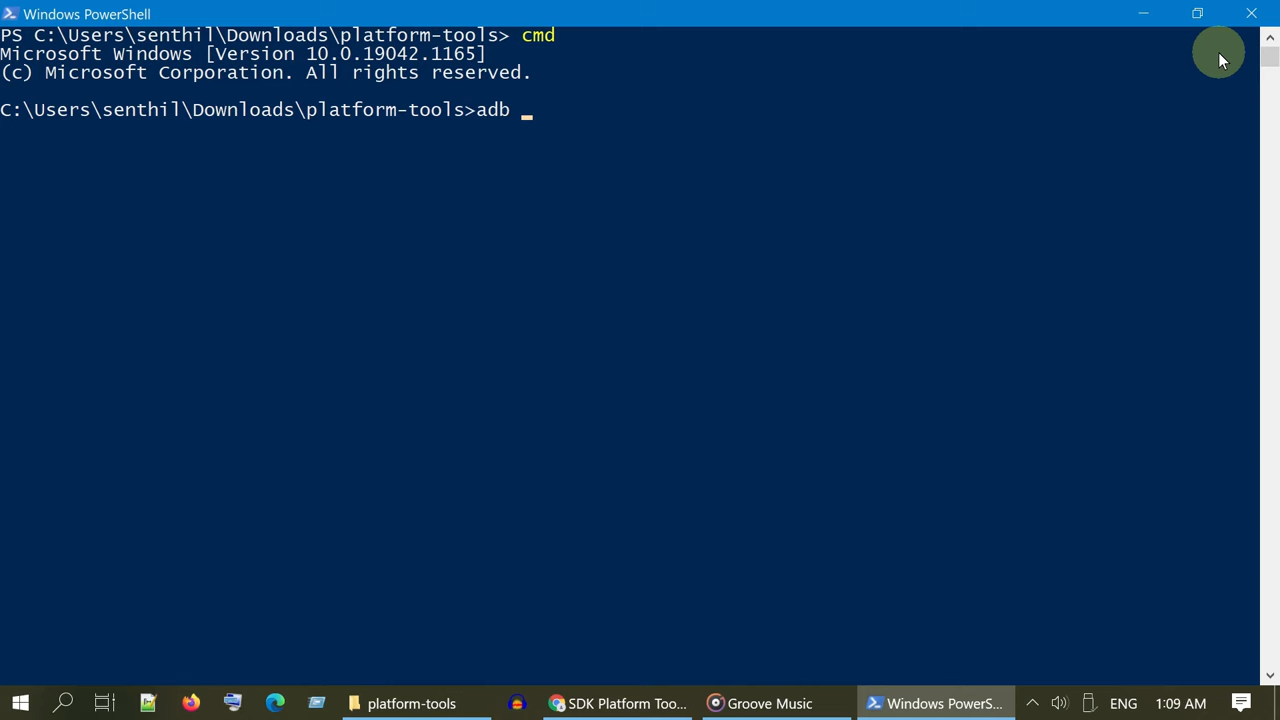 Windows PowerShell
PS C:\Users\senthil\Downloads\platform-tools> cmd
Microsoft Windows [Version 10.0.19042.1165]
(c) Microsoft Corporation. All rights reserved.
C:\Users\senthil\Downloads\platform-tools>adb _
platform-tools
SDK Platform Too...
Groove Music
Windows PowerS...
ENG
1:09 AM